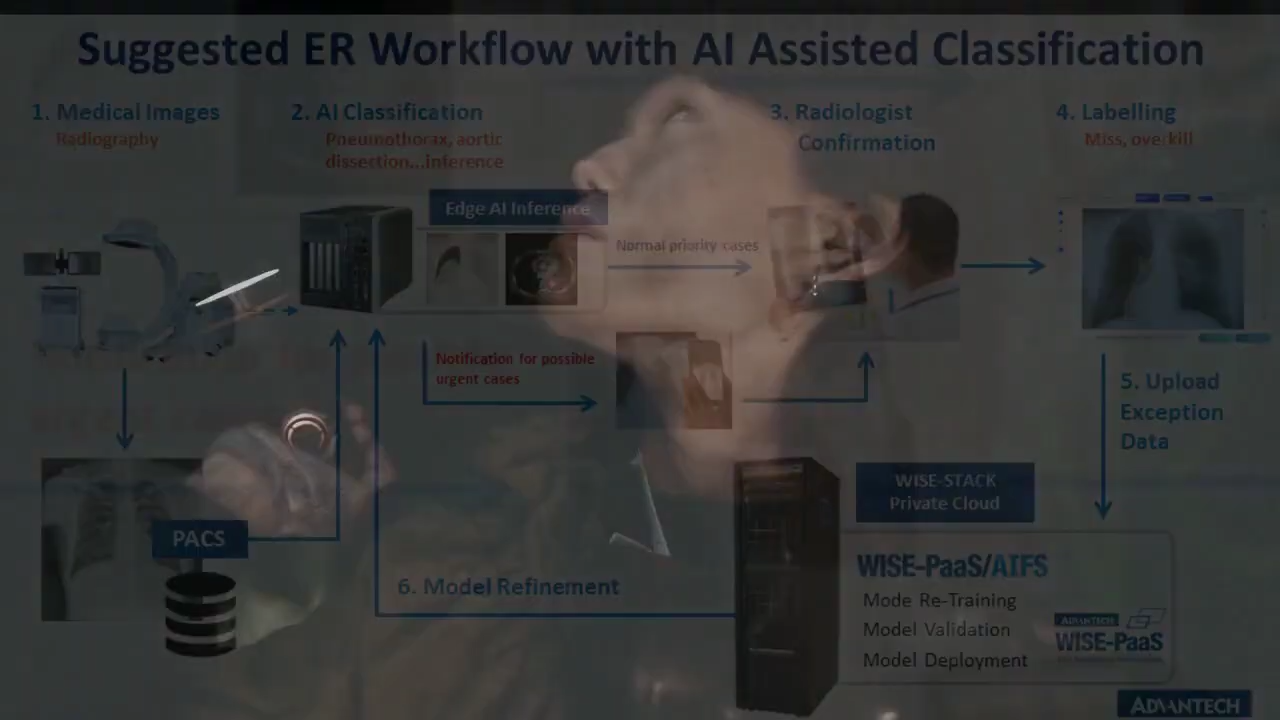 Suggested ER Workflow with AI Assisted Classification
1. Medical Images
Radiography
2. AI Classification
Pneumothorax, aortic
dissection...inference
3. Radiologist
Confirmation
4. Labelling
Miss, overkill
Edge AI Inference
Normal priority cases
Notification for possible
urgent cases
5. Upload
Exception
Data
PACS
6. Model Refinement
WISE-STACK
Private Cloud
WISE-PaaS/AIFS
Mode Re-Training
Model Validation
Model Deployment
ADVANTECH
WISE-PaaS
ADVANTECH